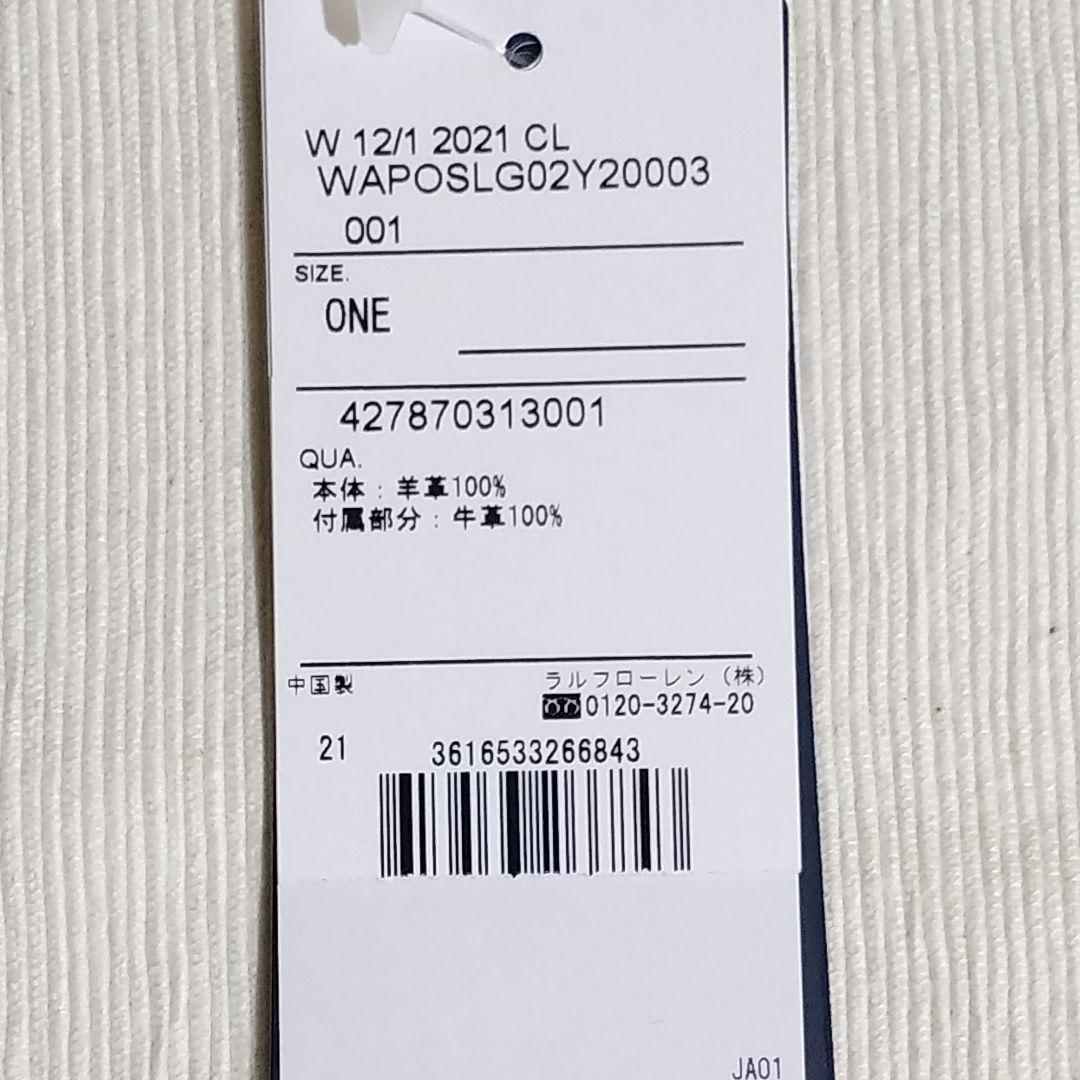 W 12/1 2021 CL
WAPOSLG02Y20003
001
SIZE.
ONE
427870313001
QUA.
本体：羊革100%
付属部分：牛革100%
中国製
ラルフローレン（株）
0120-3274-20
21
3616533266843
JA01